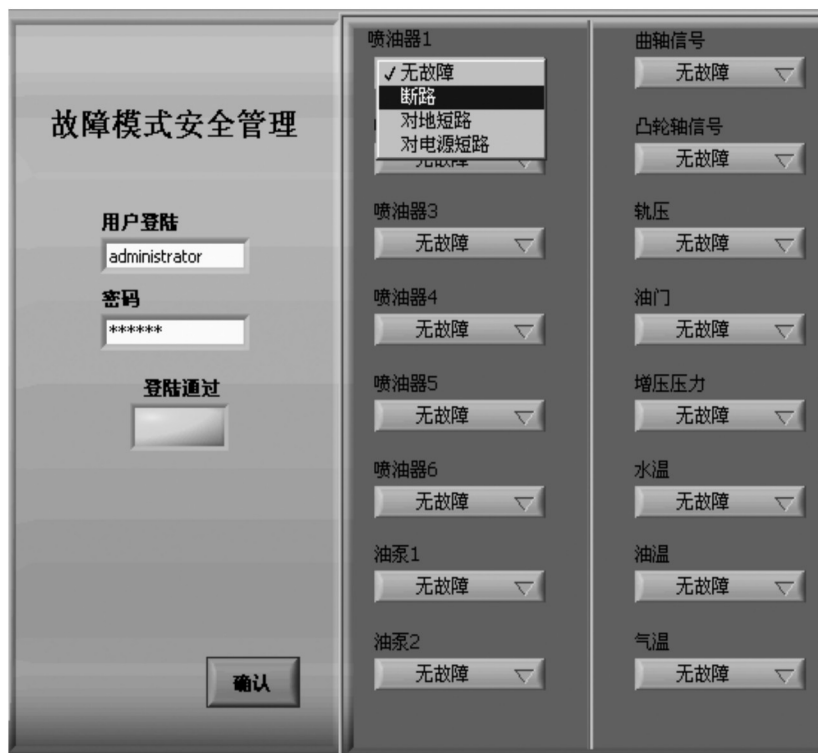 故障模式安全管理
用户登陆
administrator
密码
******
登陆通过
确认
喷油器1
✓无故障
断路
对地短路
对电源短路
无故障
喷油器3
无故障
喷油器4
无故障
喷油器5
无故障
喷油器6
无故障
油泵1
无故障
油泵2
无故障
曲轴信号
无故障
凸轮轴信号
无故障
轨压
无故障
油门
无故障
增压压力
无故障
水温
无故障
油温
无故障
气温
无故障